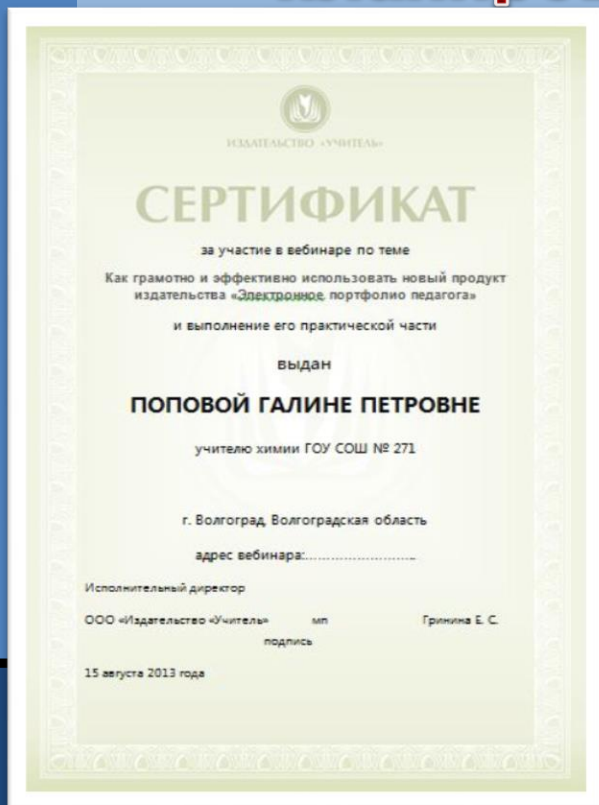 ИЗДАТЕЛЬСТВО «УЧИТЕЛЬ»
СЕРТИФИКАТ
за участие в вебинаре по теме
Как грамотно и эффективно использовать новый продукт
издательства «Электронное портфолио педагога»
и выполнение его практической части
выдан
ПОПОВОЙ ГАЛИНЕ ПЕТРОВНЕ
учителю химии ГОУ СОШ № 271
г. Волгоград, Волгоградская область
адрес вебинара:...........................
Исполнительный директор
ООО «Издательство «Учитель» мп Гринина Е. С.
подпись
15 августа 2013 года